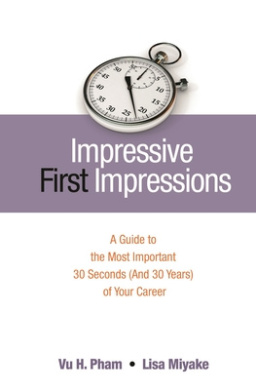 Impressive
First Impressions
A Guide to
the Most Important
30 Seconds (And 30 Years)
of Your Career
Vu H. Pham • Lisa Miyake